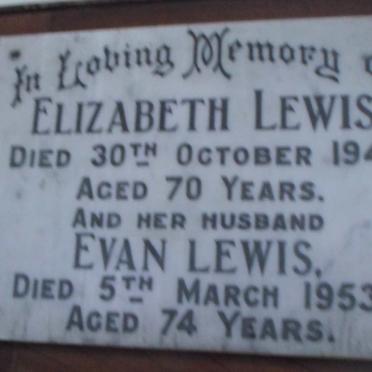 In Loving Memory
ELIZABETH LEWIS
DIED 30TH OCTOBER 194
AGED 70 YEARS.
AND HER HUSBAND
EVAN LEWIS,
DIED 5TH MARCH 1953
AGED 74 YEARS.